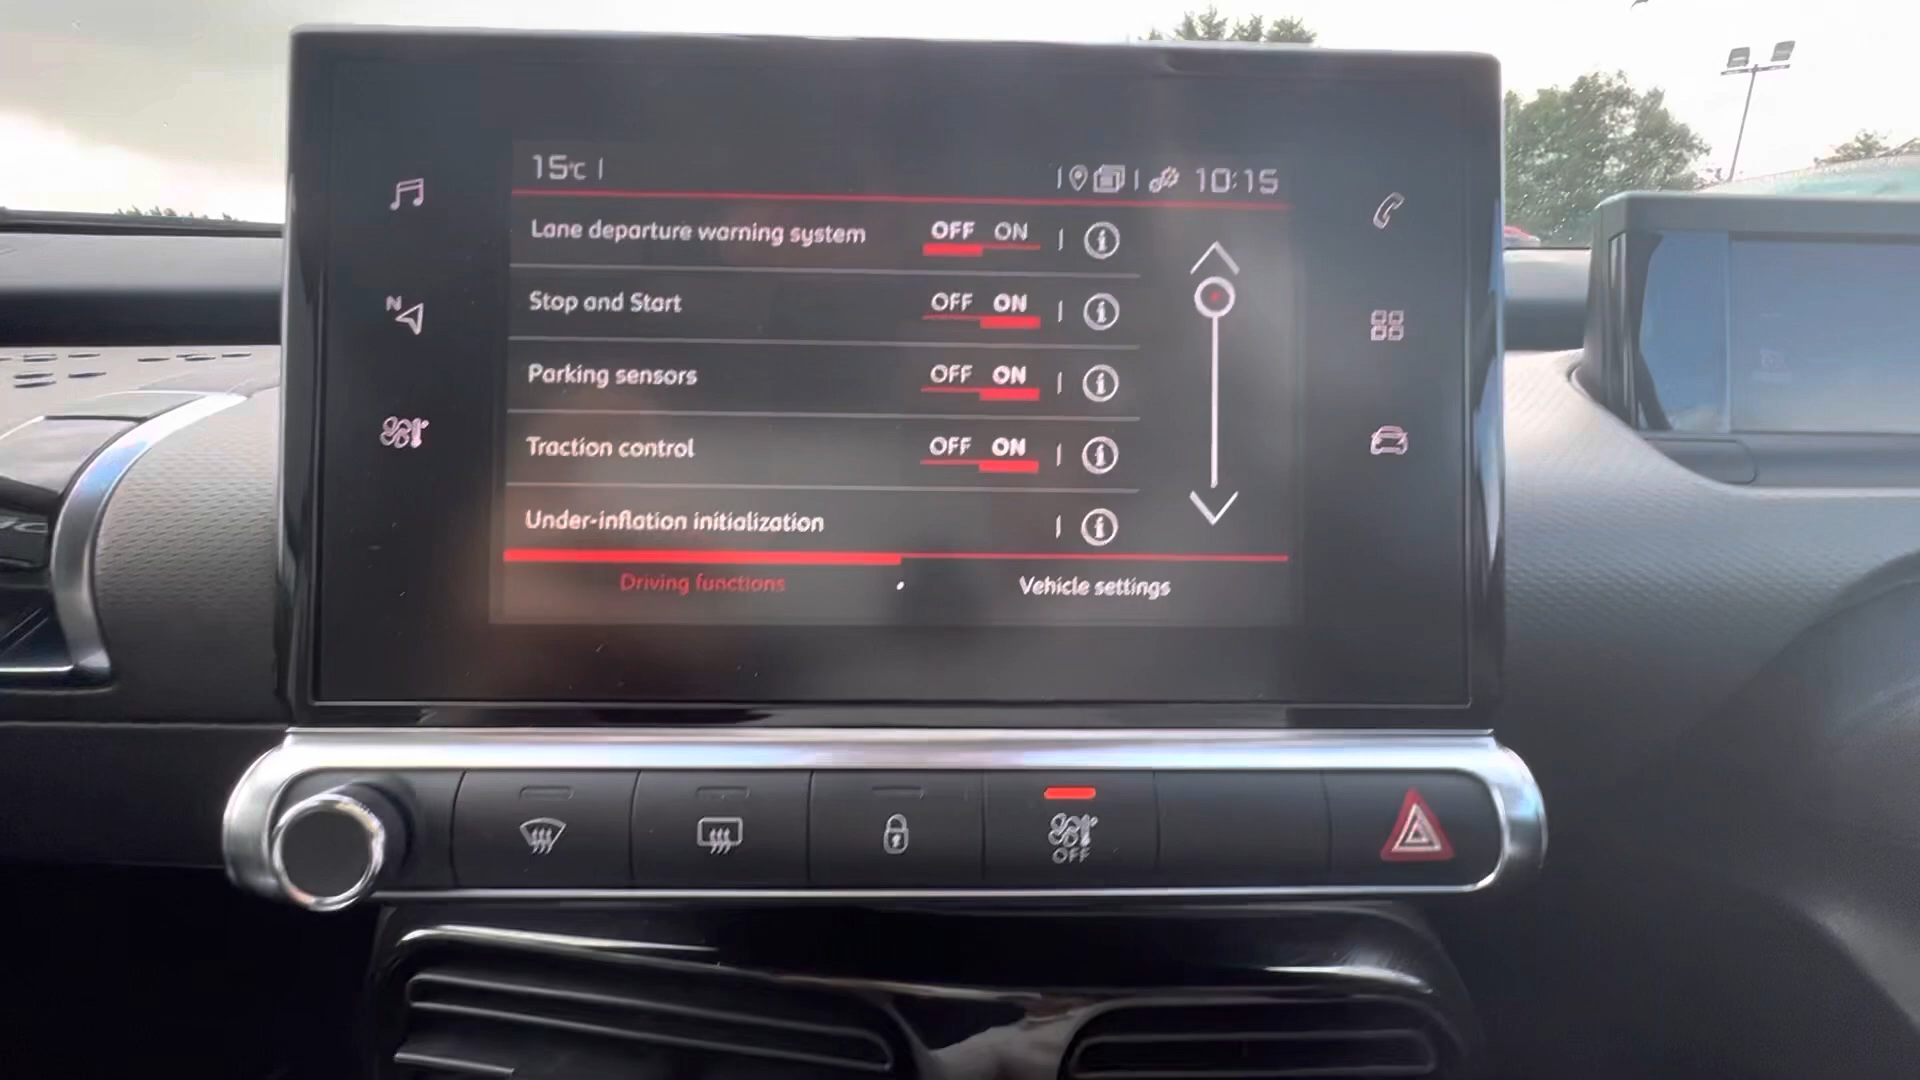 15°C
10:15
Lane departure warning system OFF ON
Stop and Start OFF ON
N
Parking sensors OFF ON
Traction control OFF ON
Under-inflation initialization
Driving functions
Vehicle settings
OFF